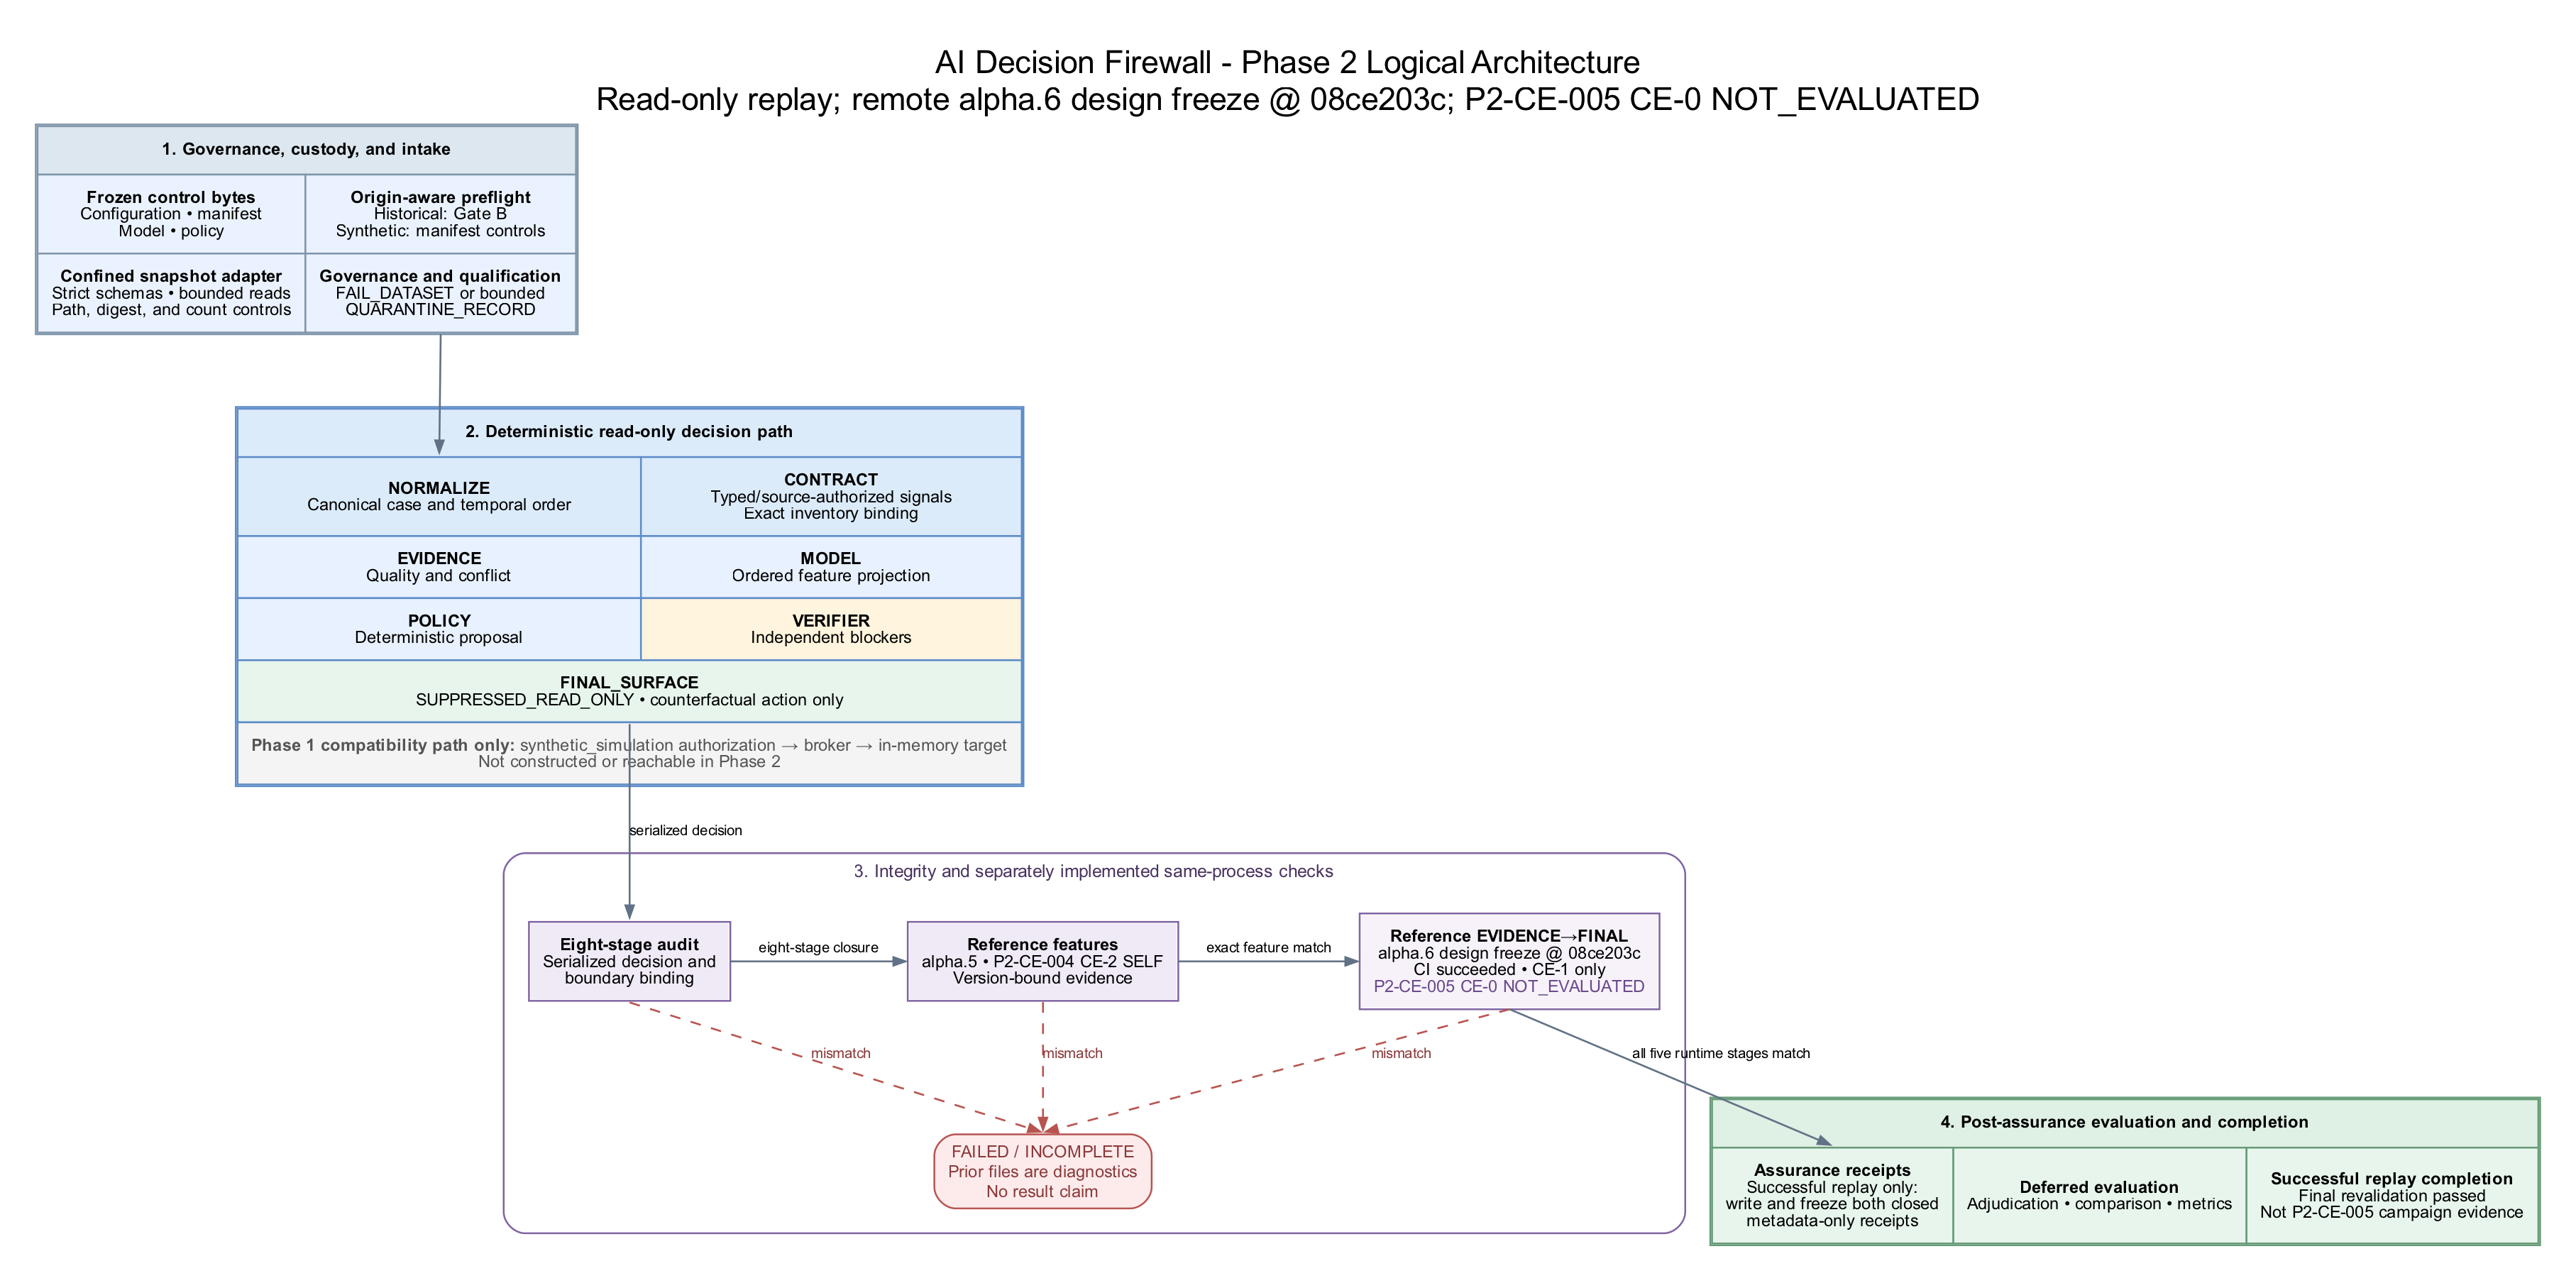 AI Decision Firewall - Phase 2 Logical Architecture
Read-only replay; remote alpha.6 design freeze @ 08ce203c; P2-CE-005 CE-0 NOT_EVALUATED
1. Governance, custody, and intake
Frozen control bytes
Configuration • manifest
Model • policy
Origin-aware preflight
Historical: Gate B
Synthetic: manifest controls
Confined snapshot adapter
Strict schemas • bounded reads
Path, digest, and count controls
Governance and qualification
FAIL_DATASET or bounded
QUARANTINE_RECORD
2. Deterministic read-only decision path
NORMALIZE
Canonical case and temporal order
CONTRACT
Typed/source-authorized signals
Exact inventory binding
EVIDENCE
Quality and conflict
MODEL
Ordered feature projection
POLICY
Deterministic proposal
VERIFIER
Independent blockers
FINAL_SURFACE
SUPPRESSED_READ_ONLY • counterfactual action only
Phase 1 compatibility path only: synthetic_simulation authorization → broker → in-memory target
Not constructed or reachable in Phase 2
serialized decision
3. Integrity and separately implemented same-process checks
Eight-stage audit
Serialized decision and
boundary binding
eight-stage closure
Reference features
alpha.5 • P2-CE-004 CE-2 SELF
Version-bound evidence
exact feature match
Reference EVIDENCE→FINAL
alpha.6 design freeze @ 08ce203c
CI succeeded • CE-1 only
P2-CE-005 CE-0 NOT_EVALUATED
mismatch
mismatch
mismatch
all five runtime stages match
FAILED / INCOMPLETE
Prior files are diagnostics
No result claim
4. Post-assurance evaluation and completion
Assurance receipts
Successful replay only:
write and freeze both closed
metadata-only receipts
Deferred evaluation
Adjudication • comparison • metrics
Successful replay completion
Final revalidation passed
Not P2-CE-005 campaign evidence